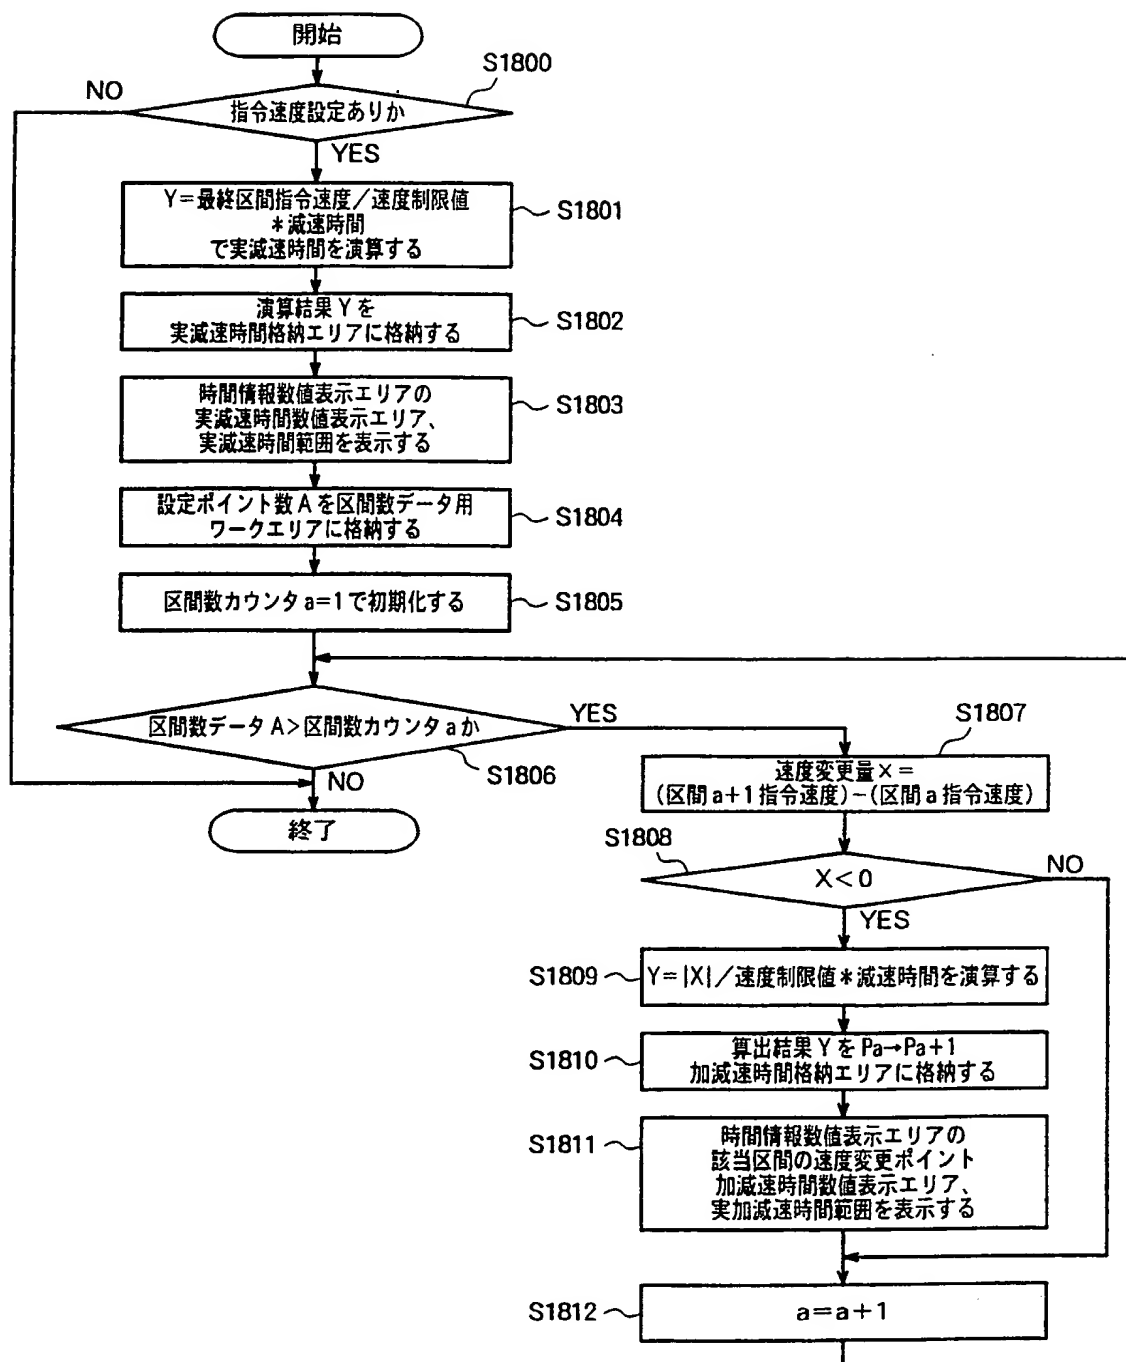 開始
S1800
NO
指令速度設定ありか
YES
Y=最終区間指令速度/速度制限値
*減速時間
で実減速時間を演算する
S1801
演算結果Yを
実減速時間格納エリアに格納する
S1802
時間情報数値表示エリアの
実減速時間数値表示エリア、
実減速時間範囲を表示する
S1803
設定ポイント数Aを区間数データ用
ワークエリアに格納する
S1804
区間数カウンタa=1で初期化する
S1805
区間数データA>区間数カウンタaか
YES
S1806
NO
終了
S1807
速度変更量X=
(区間a+1指令速度)-(区間a指令速度)
S1808
X<0
NO
YES
S1809
Y=|X|/速度制限値*減速時間を演算する
S1810
算出結果YをPa→Pa+1
加減速時間格納エリアに格納する
S1811
時間情報数値表示エリアの
該当区間の速度変更ポイント
加減速時間数値表示エリア、
実加減速時間範囲を表示する
S1812
a=a+1